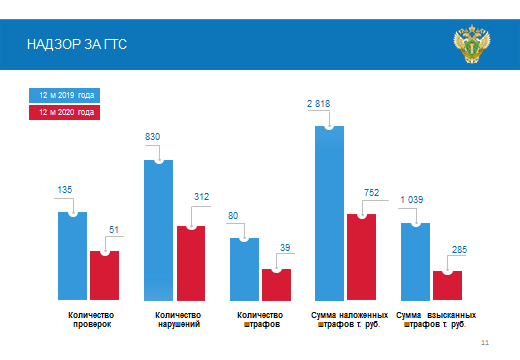 НАДЗОР ЗА ГТС
12 м 2019 года
12 м 2020 года
135
51
830
312
80
39
2 818
752
1 039
285
Количество
проверок
Количество
нарушений
Количество
штрафов
Сумма наложенных
штрафов т. руб.
Сумма взысканных
штрафов т. руб.
11